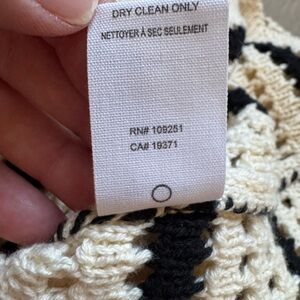 DRY CLEAN ONLY
NETTOYER À SEC SEULEMENT
RN# 109251
CA# 19371